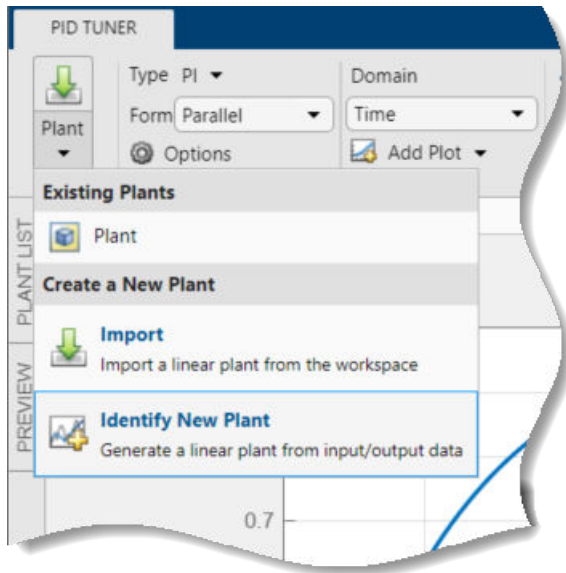 PID TUNER
Type PI
Domain
Plant
Form Parallel
Time
Options
Add Plot
Existing Plants
Plant
Create a New Plant
Import
Import a linear plant from the workspace
Identify New Plant
Generate a linear plant from input/output data
PLANT LIST
PREVIEW
0.7